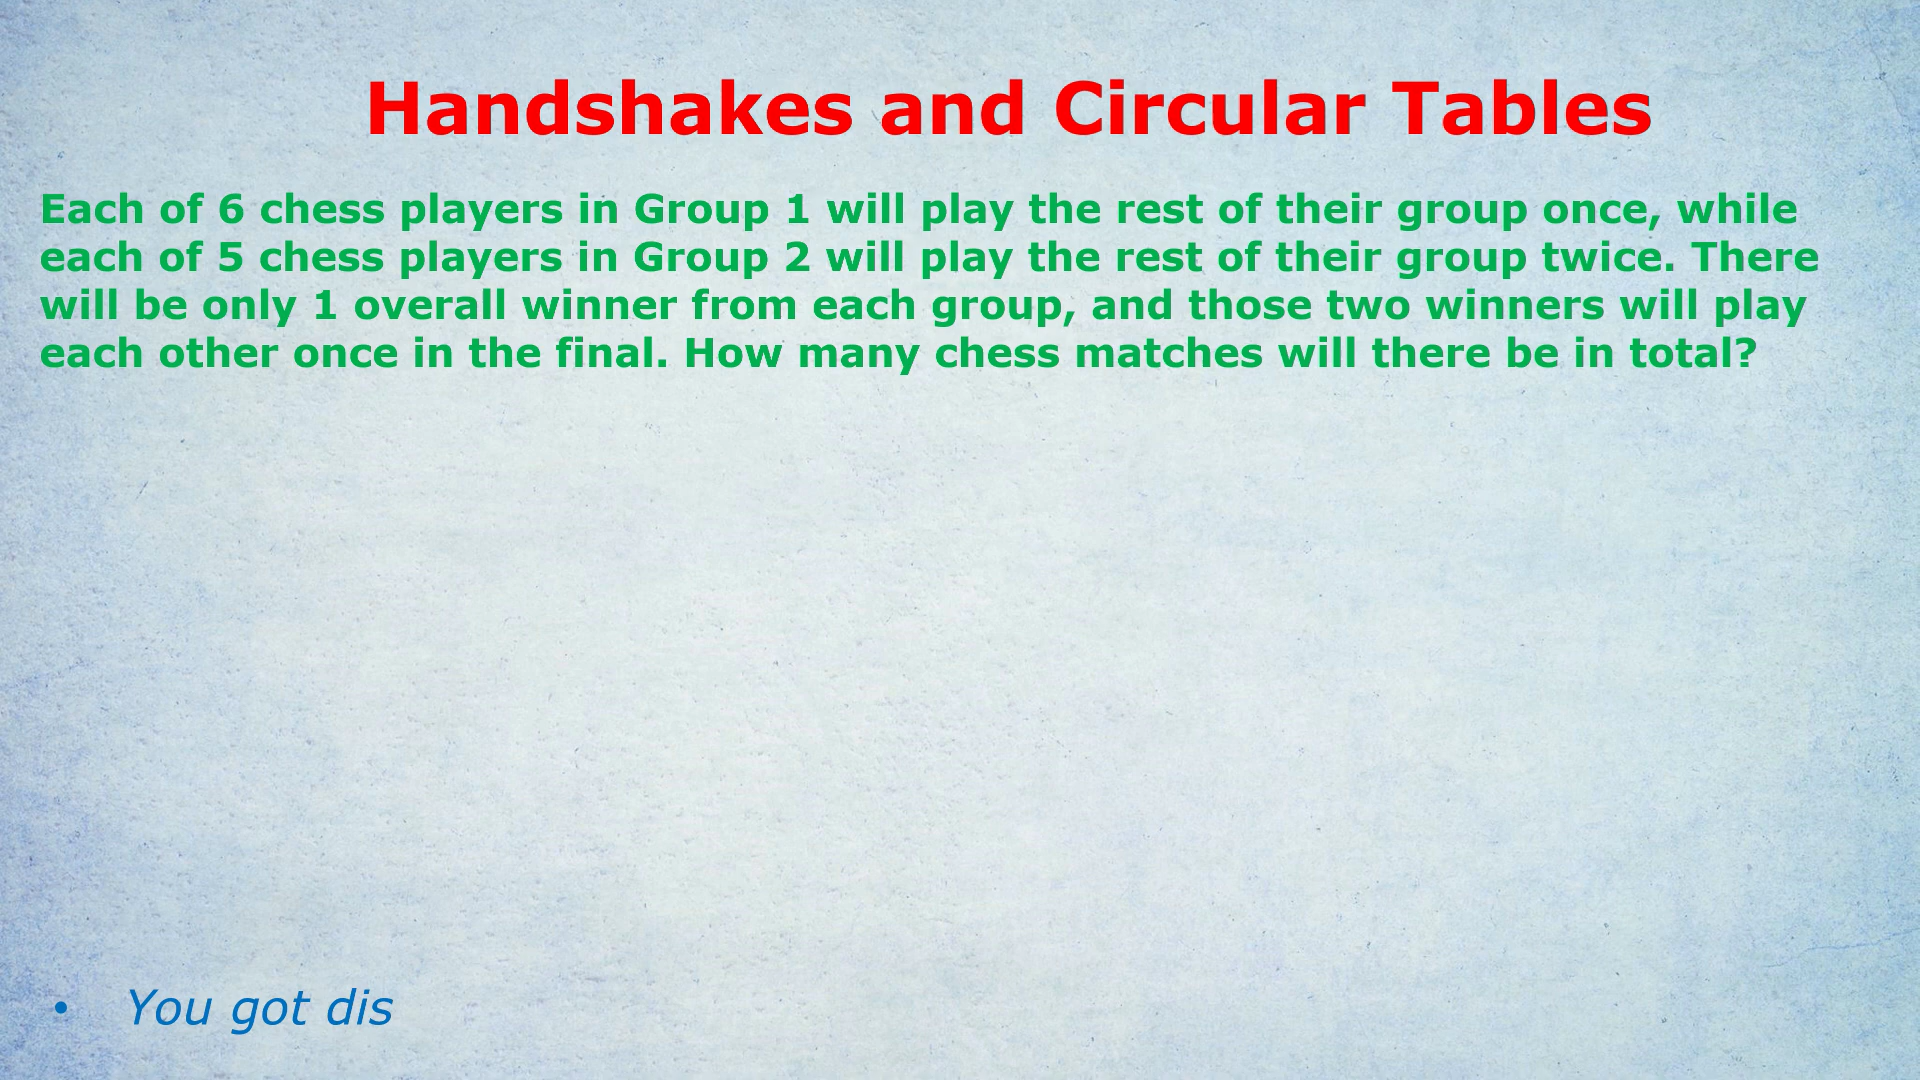 Handshakes and Circular Tables
Each of 6 chess players in Group 1 will play the rest of their group once, while
each of 5 chess players in Group 2 will play the rest of their group twice. There
will be only 1 overall winner from each group, and those two winners will play
each other once in the final. How many chess matches will there be in total?
• You got dis